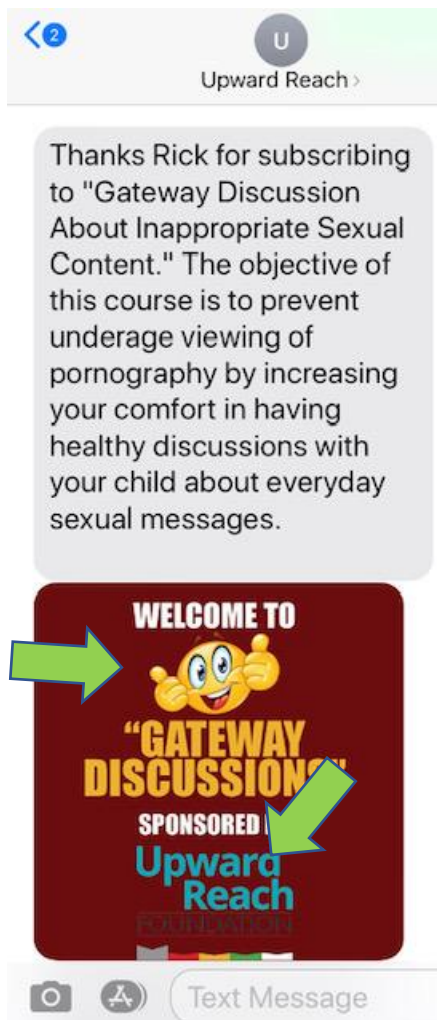 2
U
Upward Reach
Thanks Rick for subscribing
to "Gateway Discussion
About Inappropriate Sexual
Content." The objective of
this course is to prevent
underage viewing of
pornography by increasing
your comfort in having
healthy discussions with
your child about everyday
sexual messages.
WELCOME TO
"GATEWAY
DISCUSSIONS"
SPONSORED
Upward
Reach
FOUNDATION
Text Message